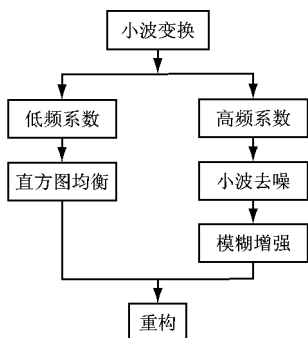 小波变换
低频系数
高频系数
直方图均衡
小波去噪
模糊增强
重构